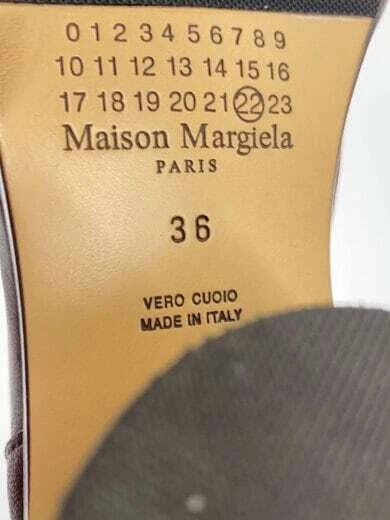 0 1 2 3 4 5 6 7 8 9
10 11 12 13 14 15 16
17 18 19 20 21 22 23
Maison Margiela
PARIS
36
VERO CUOIO
MADE IN ITALY